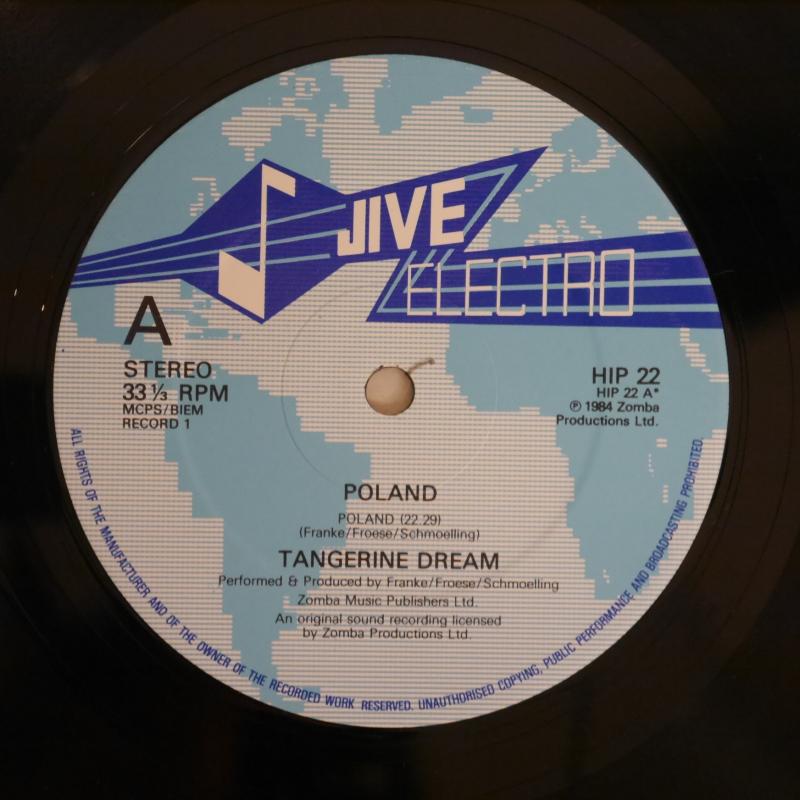 JIVE
ELECTRO
A
STEREO
33⅓ RPM
MCPS/BIEM
RECORD 1
HIP 22
HIP 22 A*
℗ 1984 Zomba
Productions Ltd.
POLAND
POLAND (22.29)
(Franke/Froese/Schmoelling)
TANGERINE DREAM
Performed & Produced by Franke/Froese/Schmoelling
Zomba Music Publishers Ltd.
An original sound recording licensed
by Zomba Productions Ltd.
ALL RIGHTS OF THE MANUFACTURER AND OF THE OWNER OF THE RECORDED WORK RESERVED. UNAUTHORISED COPYING, PUBLIC PERFORMANCE AND BROADCASTING PROHIBITED.